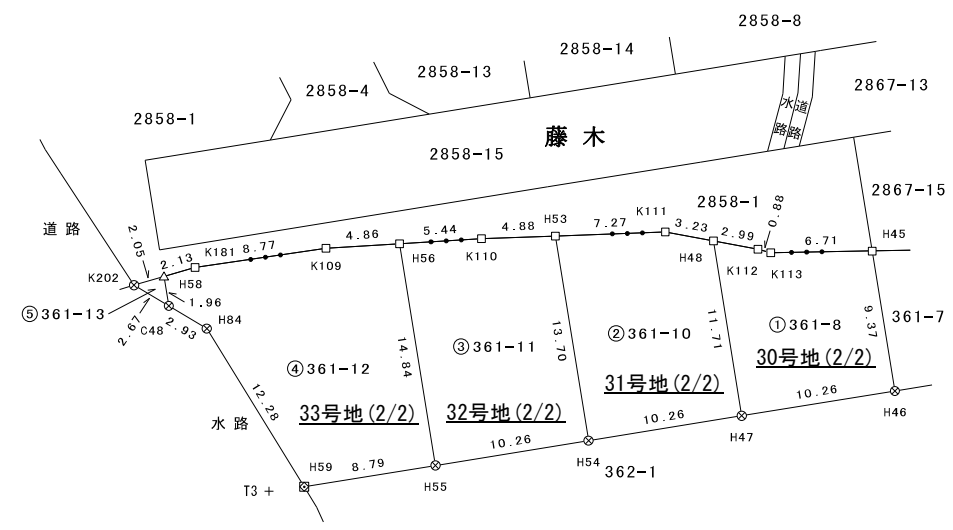 2858-8
2858-14
2858-13
2858-4
2867-13
2858-1
水路
道路
藤木
2858-15
2867-15
2858-1
道路
2.05
2.13
K181
8.77
4.86
5.44
4.88
H53
7.27
K111
3.23
2.99
0.88
6.71
H45
K202
H58
K109
H56
K110
H48
K112
K113
⑤361-13
1.96
2.67
C48
2.93
H84
361-7
9.37
①361-8
30号地(2/2)
11.71
②361-10
31号地(2/2)
13.70
③361-11
32号地(2/2)
14.84
④361-12
33号地(2/2)
12.28
水路
10.26
H46
10.26
H47
10.26
H54
362-1
H59
8.79
H55
T3